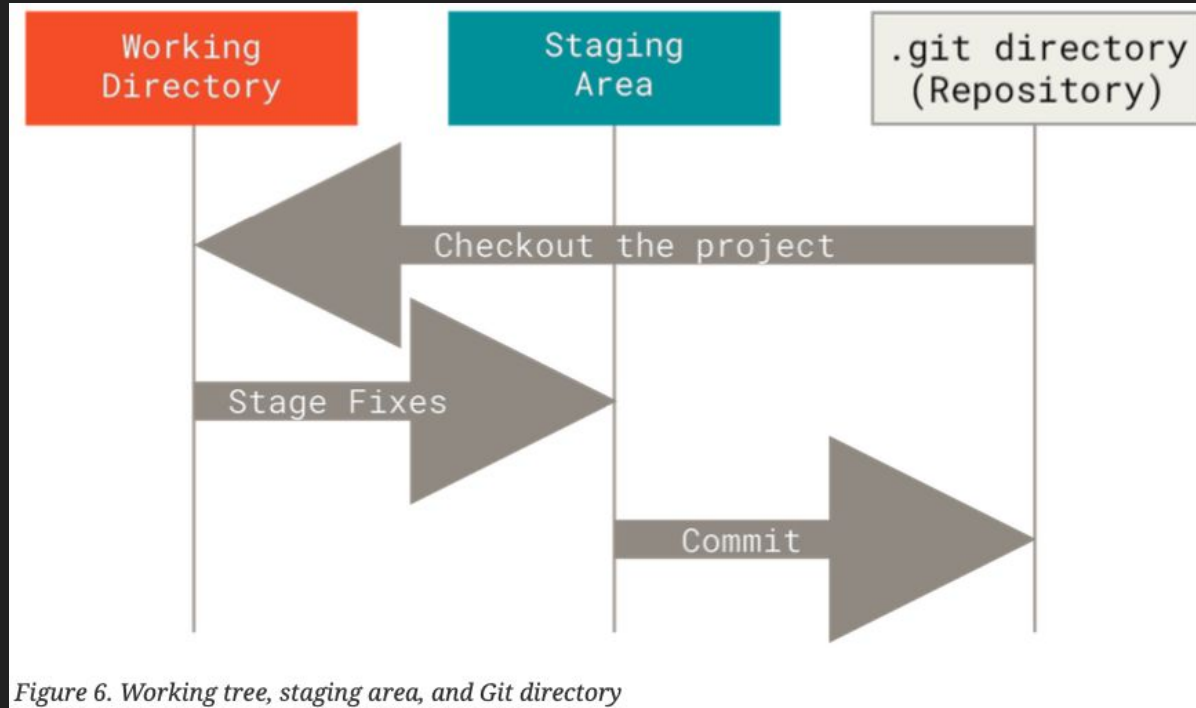 Working
Directory
Staging
Area
.git directory
(Repository)
Checkout the project
Stage Fixes
Commit
Figure 6. Working tree, staging area, and Git directory